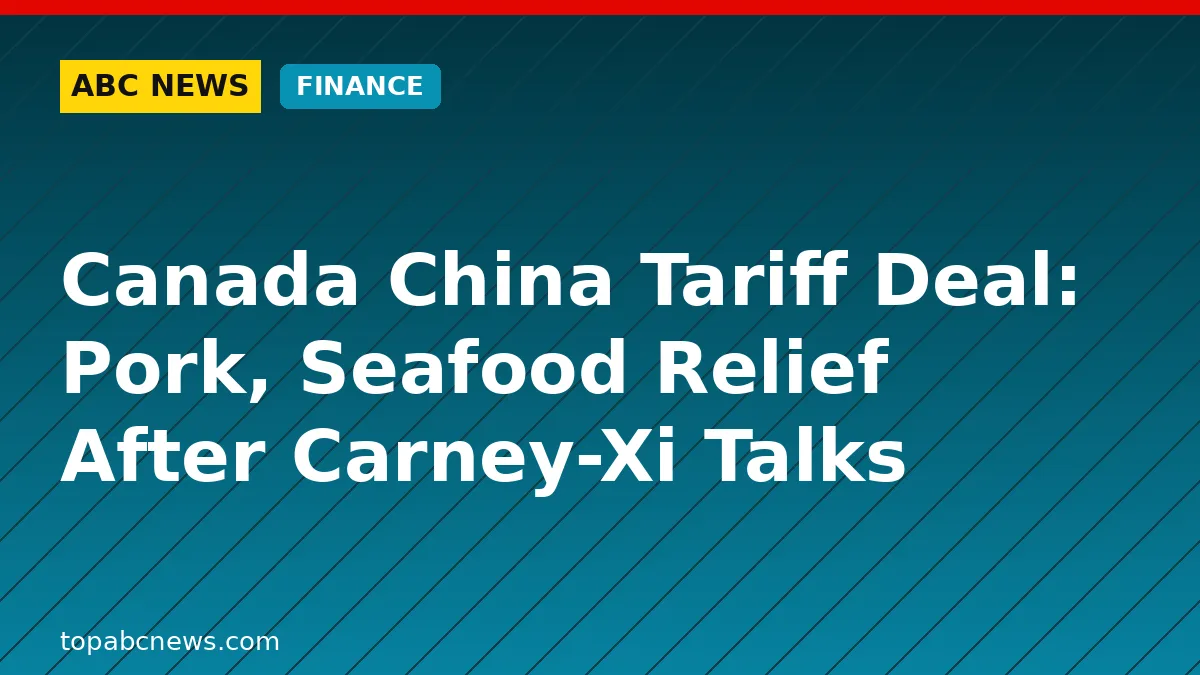 ABC NEWS
FINANCE
Canada China Tariff Deal:
Pork, Seafood Relief
After Carney-Xi Talks
topabcnews.com